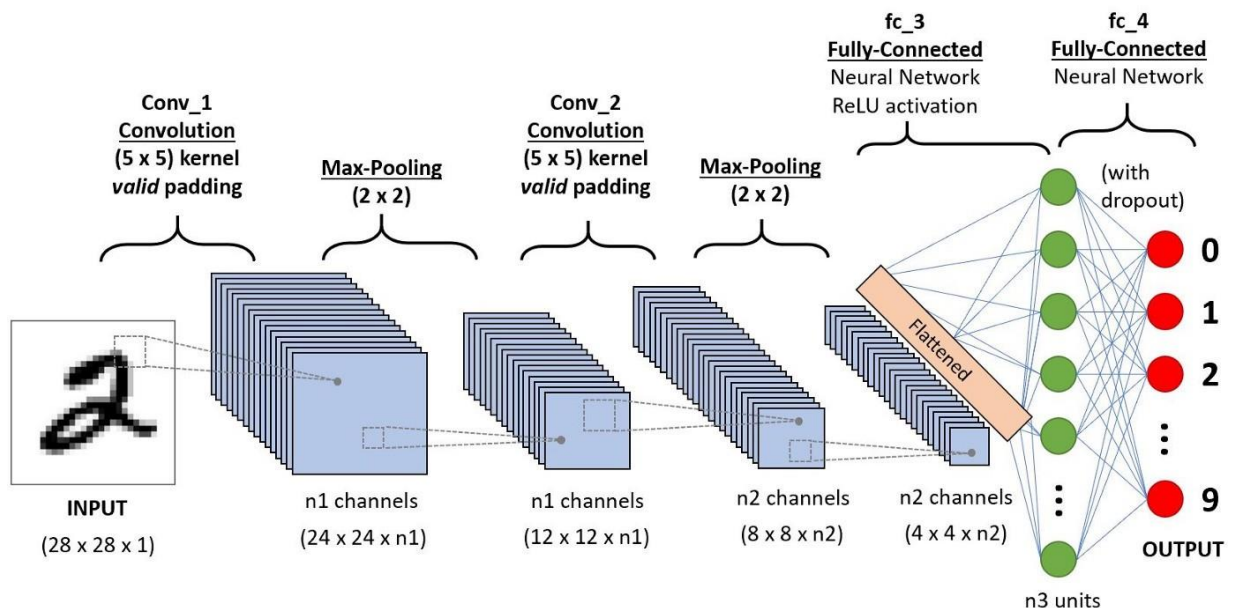 Conv_1
Convolution
(5 x 5) kernel
valid padding
Max-Pooling
(2 x 2)
Conv_2
Convolution
(5 x 5) kernel
valid padding
Max-Pooling
(2 x 2)
fc_3
Fully-Connected
Neural Network
ReLU activation
fc_4
Fully-Connected
Neural Network
(with
dropout)
Flattened
0
1
2
9
OUTPUT
INPUT
(28 x 28 x 1)
n1 channels
(24 x 24 x n1)
n1 channels
(12 x 12 x n1)
n2 channels
(8 x 8 x n2)
n2 channels
(4 x 4 x n2)
n3 units
2